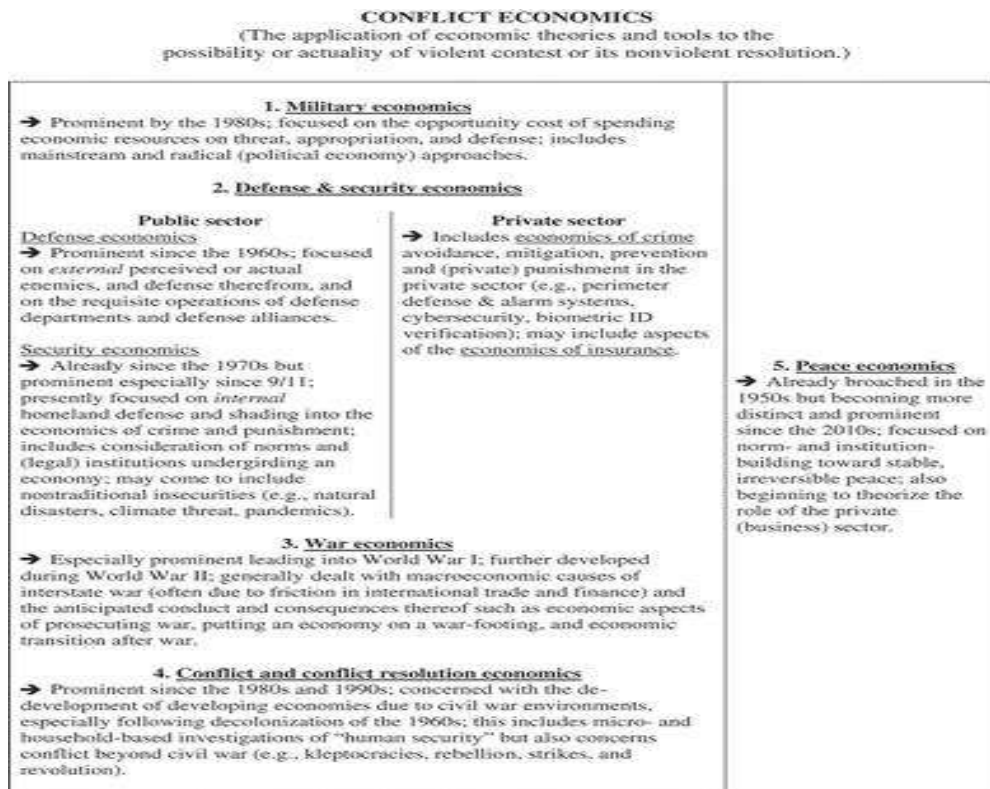 CONFLICT ECONOMICS
(The application of economic theories and tools to the
possibility or actuality of violent contest or its nonviolent resolution.)
1. Military economics
➔ Prominent by the 1980s; focused on the opportunity cost of spending
economic resources on threat, appropriation, and defense; includes
mainstream and radical (political economy) approaches.
2. Defense & security economics
Public sector
Defense economics
➔ Prominent since the 1960s; focused
on external perceived or actual
enemies, and defense therefrom, and
on the requisite operations of defense
departments and defense alliances.
Security economics
➔ Already since the 1970s but
prominent especially since 9/11;
presently focused on internal
homeland defense and shading into the
economics of crime and punishment;
includes consideration of norms and
(legal) institutions undergirding an
economy; may come to include
nontraditional insecurities (e.g., natural
disasters, climate threat, pandemics).
Private sector
➔ Includes economics of crime
avoidance, mitigation, prevention
and (private) punishment in the
private sector (e.g., perimeter
defense & alarm systems,
cybersecurity, biometric ID
verification); may include aspects
of the economics of insurance.
3. War economics
➔ Especially prominent leading into World War I; further developed
during World War II; generally dealt with macroeconomic causes of
interstate war (often due to friction in international trade and finance) and
the anticipated conduct and consequences thereof such as economic aspects
of prosecuting war, putting an economy on a war-footing, and economic
transition after war.
4. Conflict and conflict resolution economics
➔ Prominent since the 1980s and 1990s; concerned with the de-
development of developing economies due to civil war environments,
especially following decolonization of the 1960s; this includes micro- and
household-based investigations of "human security" but also concerns
conflict beyond civil war (e.g., kleptocracies, rebellion, strikes, and
revolution).
5. Peace economics
➔ Already broached in the
1950s but becoming more
distinct and prominent
since the 2010s; focused on
norm- and institution-
building toward stable,
irreversible peace; also
beginning to theorize the
role of the private
(business) sector.